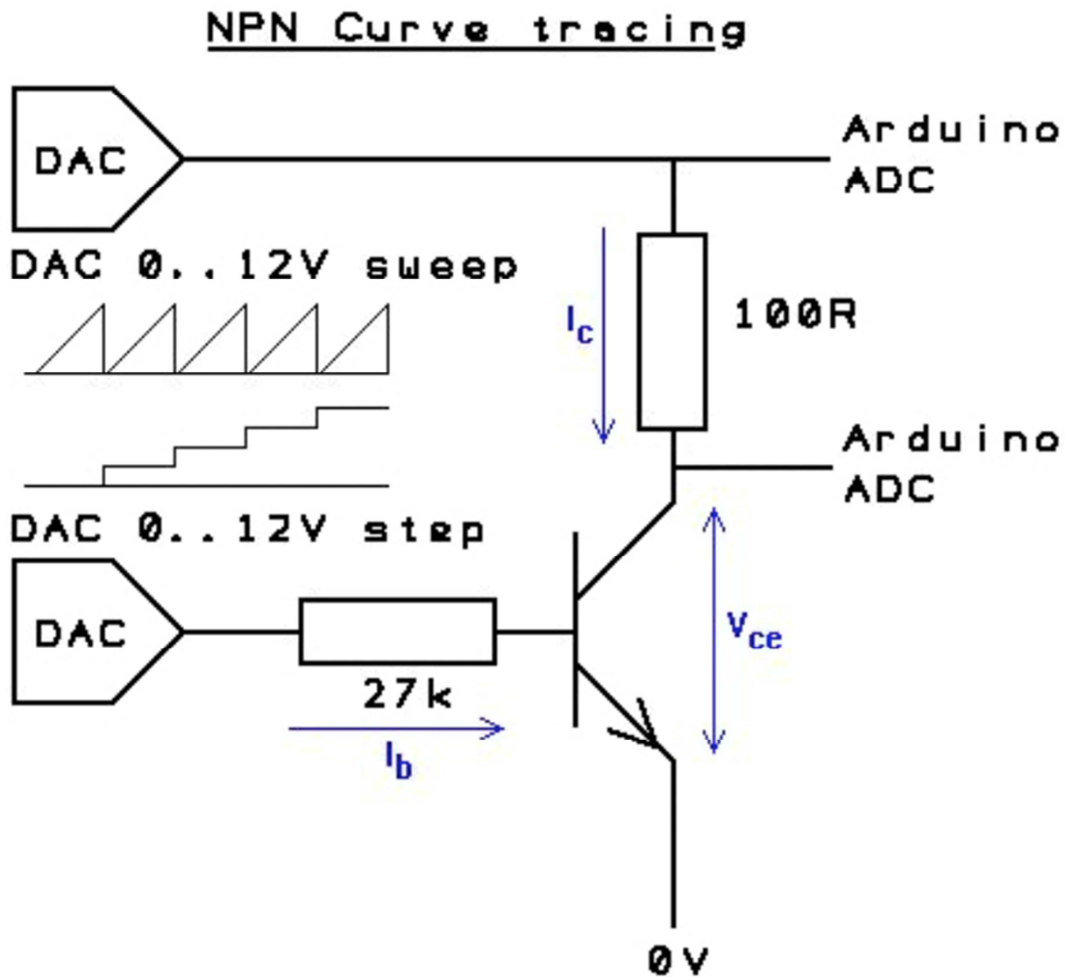 NPN Curve tracing
Arduino
ADC
DAC
DAC 0..12V sweep
Ic
100R
Arduino
ADC
DAC 0..12V step
DAC
Vce
27k
Ib
0V